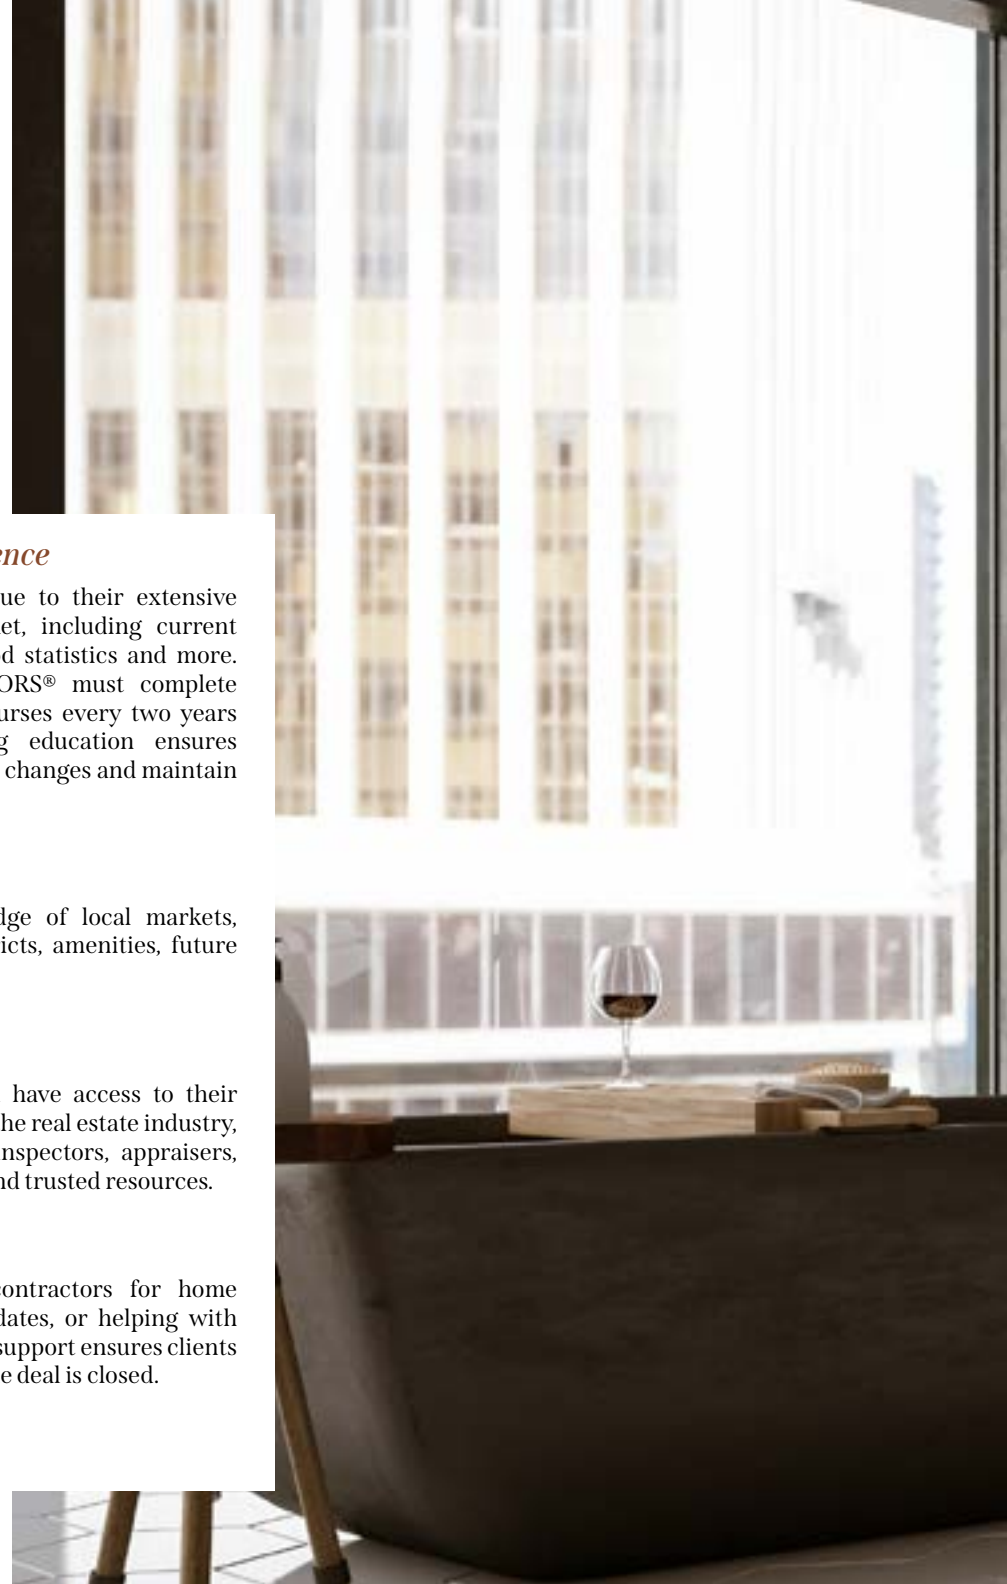 ence
ue to their extensive
et, including current
od statistics and more.
ORS® must complete
urses every two years
g education ensures
changes and maintain
dge of local markets,
icts, amenities, future
have access to their
he real estate industry,
nspectors, appraisers,
nd trusted resources.
contractors for home
dates, or helping with
support ensures clients
e deal is closed.